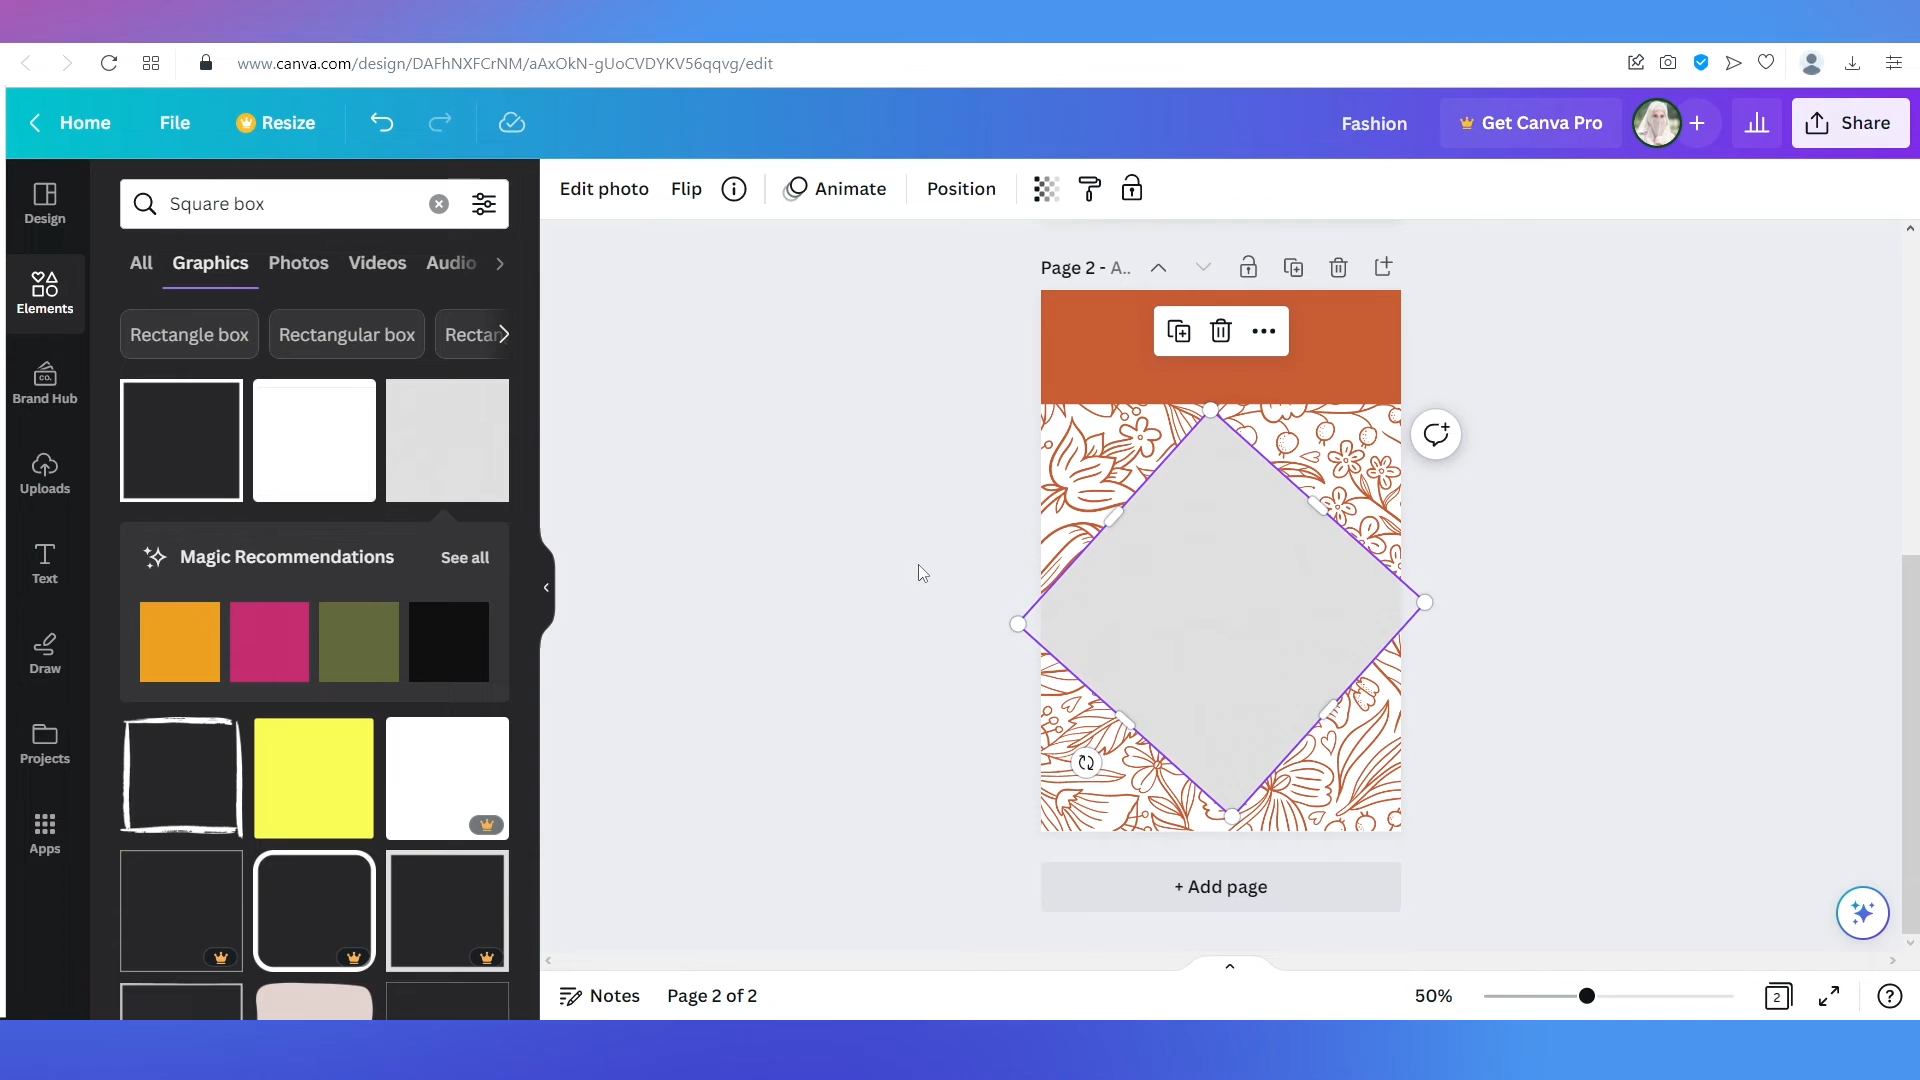 www.canva.com/design/DAFhNXFCrNM/aAxOkN-gUoCVDYKV56qqvg/edit
Home File Resize Fashion Get Canva Pro Share
Design
Elements
Brand Hub
Uploads
Text
Draw
Projects
Apps
Square box
All Graphics Photos Videos Audio
Rectangle box Rectangular box Rectan
Magic Recommendations See all
Edit photo Flip Animate Position
Page 2 - A..
+ Add page
Notes Page 2 of 2 50% 2